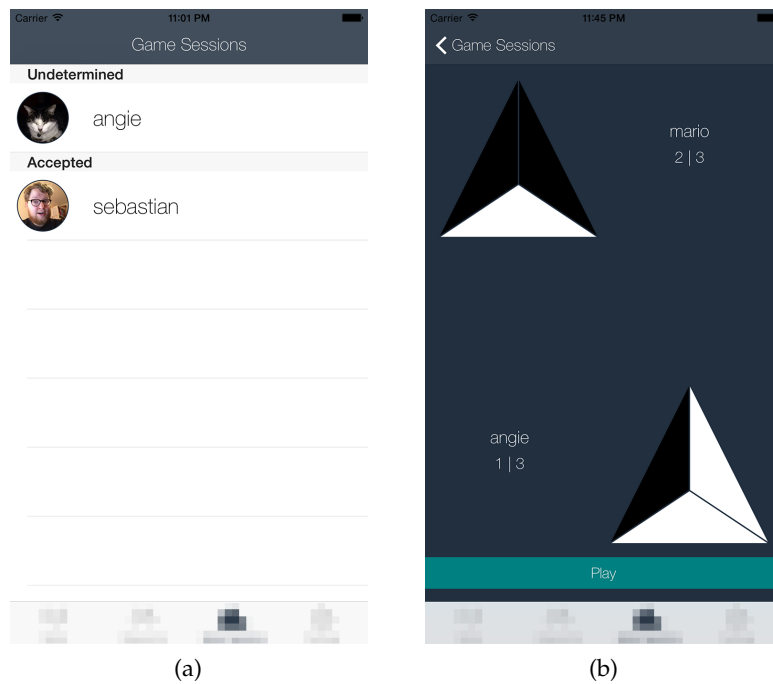 Carrier 11:01 PM
Game Sessions
Undetermined
angie
Accepted
sebastian
(a)
Carrier 11:45 PM
Game Sessions
mario
2 | 3
angie
1 | 3
Play
(b)